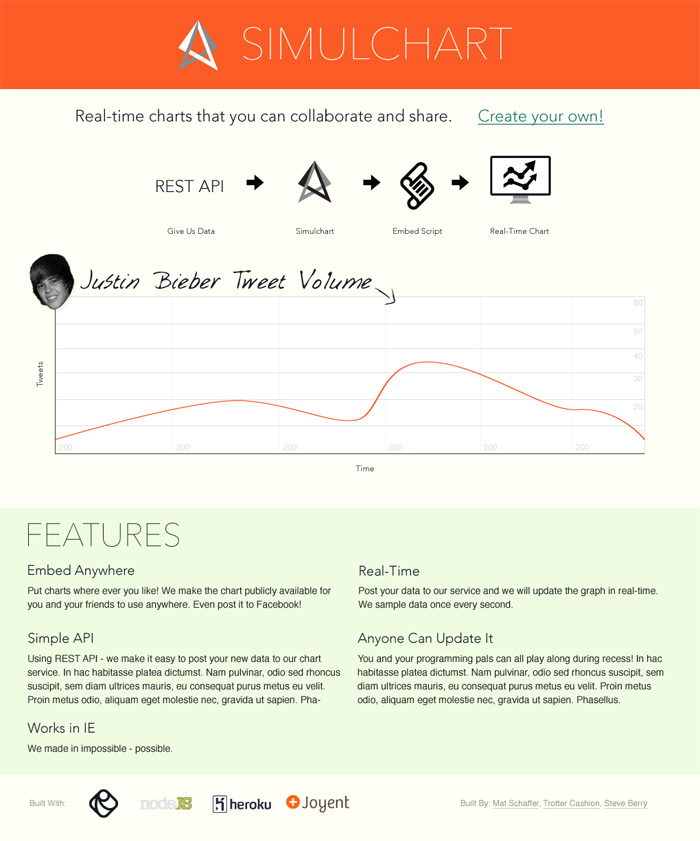 SIMULCHART
Real-time charts that you can collaborate and share. Create your own!
REST API
Give Us Data
Simulchart
Embed Script
Real-Time Chart
Justin Bieber Tweet Volume
60
50
40
30
20
Tweets
200 200 200 200 200 200
Time
FEATURES
Embed Anywhere
Put charts where ever you like! We make the chart publicly available for
you and your friends to use anywhere. Even post it to Facebook!
Real-Time
Post your data to our service and we will update the graph in real-time.
We sample data once every second.
Simple API
Using REST API - we make it easy to post your new data to our chart
service. In hac habitasse platea dictumst. Nam pulvinar, odio sed rhoncus
suscipit, sem diam ultrices mauris, eu consequat purus metus eu velit.
Proin metus odio, aliquam eget molestie nec, gravida ut sapien. Pha-
Anyone Can Update It
You and your programming pals can all play along during recess! In hac
habitasse platea dictumst. Nam pulvinar, odio sed rhoncus suscipit, sem
diam ultrices mauris, eu consequat purus metus eu velit. Proin metus
odio, aliquam eget molestie nec, gravida ut sapien. Phasellus.
Works in IE
We made in impossible - possible.
Built With:
nodeJS
heroku
Joyent
Built By: Mat Schaffer, Trotter Cashion, Steve Berry